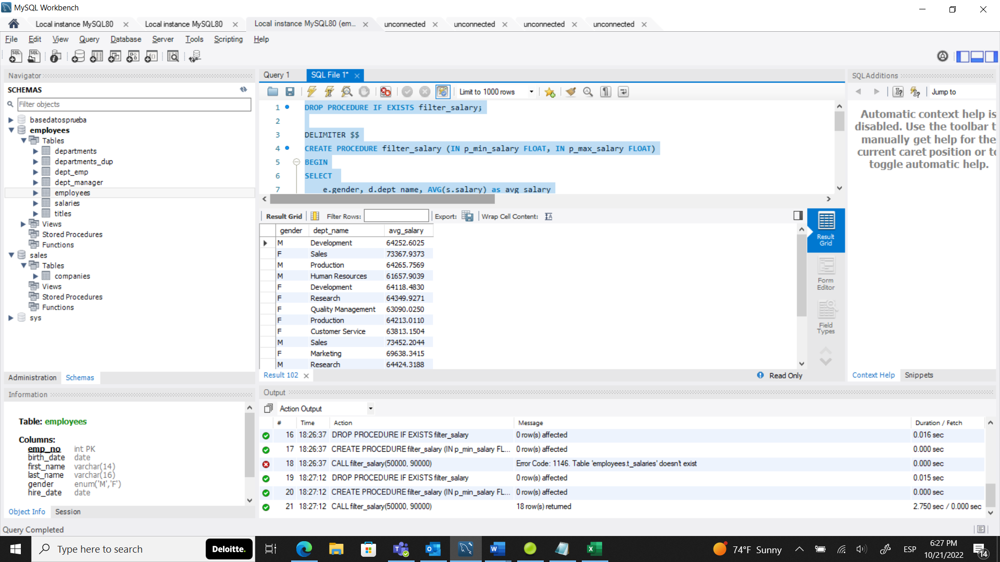 MySQL Workbench
Local instance MySQL80
Local instance MySQL80
Local instance MySQL80 (em...
unconnected
unconnected
unconnected
unconnected
File Edit View Query Database Server Tools Scripting Help
Navigator
SCHEMAS
Filter objects
basedatosprueba
employees
Tables
departments
departments_dup
dept_emp
dept_manager
employees
salaries
titles
Views
Stored Procedures
Functions
sales
Tables
companies
Views
Stored Procedures
Functions
sys
Administration Schemas
Information
Table: employees
Columns:
emp_no int PK
birth_date date
first_name varchar(14)
last_name varchar(16)
gender enum('M','F')
hire_date date
Object Info Session
Query Completed
Query 1 SQL File 1*
Limit to 1000 rows
1 DROP PROCEDURE IF EXISTS filter_salary;
2
3 DELIMITER $$
4 CREATE PROCEDURE filter_salary (IN p_min_salary FLOAT, IN p_max_salary FLOAT)
5 BEGIN
6 SELECT
7 e.gender, d.dept_name, AVG(s.salary) as avg_salary
Result Grid Filter Rows: Export: Wrap Cell Content:
gender dept_name avg_salary
M Development 64252.6025
F Sales 73367.9373
M Production 64265.7569
M Human Resources 61657.9039
F Development 64118.4830
F Research 64349.9271
F Quality Management 63090.0250
F Production 64213.0110
F Customer Service 63813.1504
M Sales 73452.2044
F Marketing 69638.3415
M Research 64424.3188
Result 102
Read Only
Result
Grid
Form
Editor
Field
Types
SQLAdditions
Jump to
Automatic context help is
disabled. Use the toolbar t
manually get help for the
current caret position or to
toggle automatic help.
Context Help Snippets
Output
Action Output
# Time Action Message Duration / Fetch
16 18:26:37 DROP PROCEDURE IF EXISTS filter_salary 0 row(s) affected 0.016 sec
17 18:26:37 CREATE PROCEDURE filter_salary (IN p_min_salary FL... 0 row(s) affected 0.000 sec
18 18:26:37 CALL filter_salary(50000, 90000) Error Code: 1146. Table 'employees.t_salaries' doesn't exist 0.000 sec
19 18:27:12 DROP PROCEDURE IF EXISTS filter_salary 0 row(s) affected 0.015 sec
20 18:27:12 CREATE PROCEDURE filter_salary (IN p_min_salary FL... 0 row(s) affected 0.000 sec
21 18:27:12 CALL filter_salary(50000, 90000) 18 row(s) returned 2.750 sec / 0.000 sec
Type here to search
Deloitte.
74°F Sunny
ESP
6:27 PM
10/21/2022
14